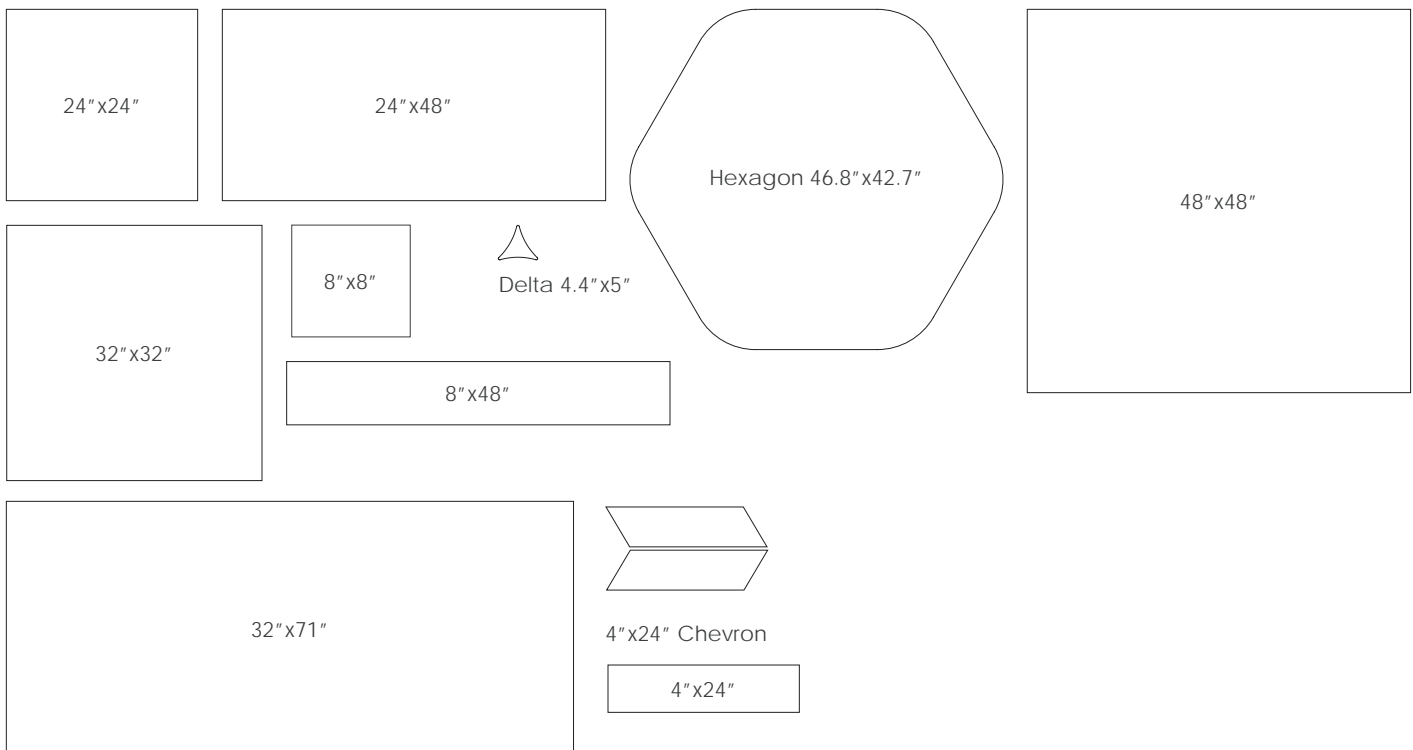 24”x24”
24”x48”
Hexagon 46.8”x42.7”
48”x48”
8”x8”
Delta 4.4”x5”
32”x32”
8”x48”
32”x71”
4”x24” Chevron
4”x24”